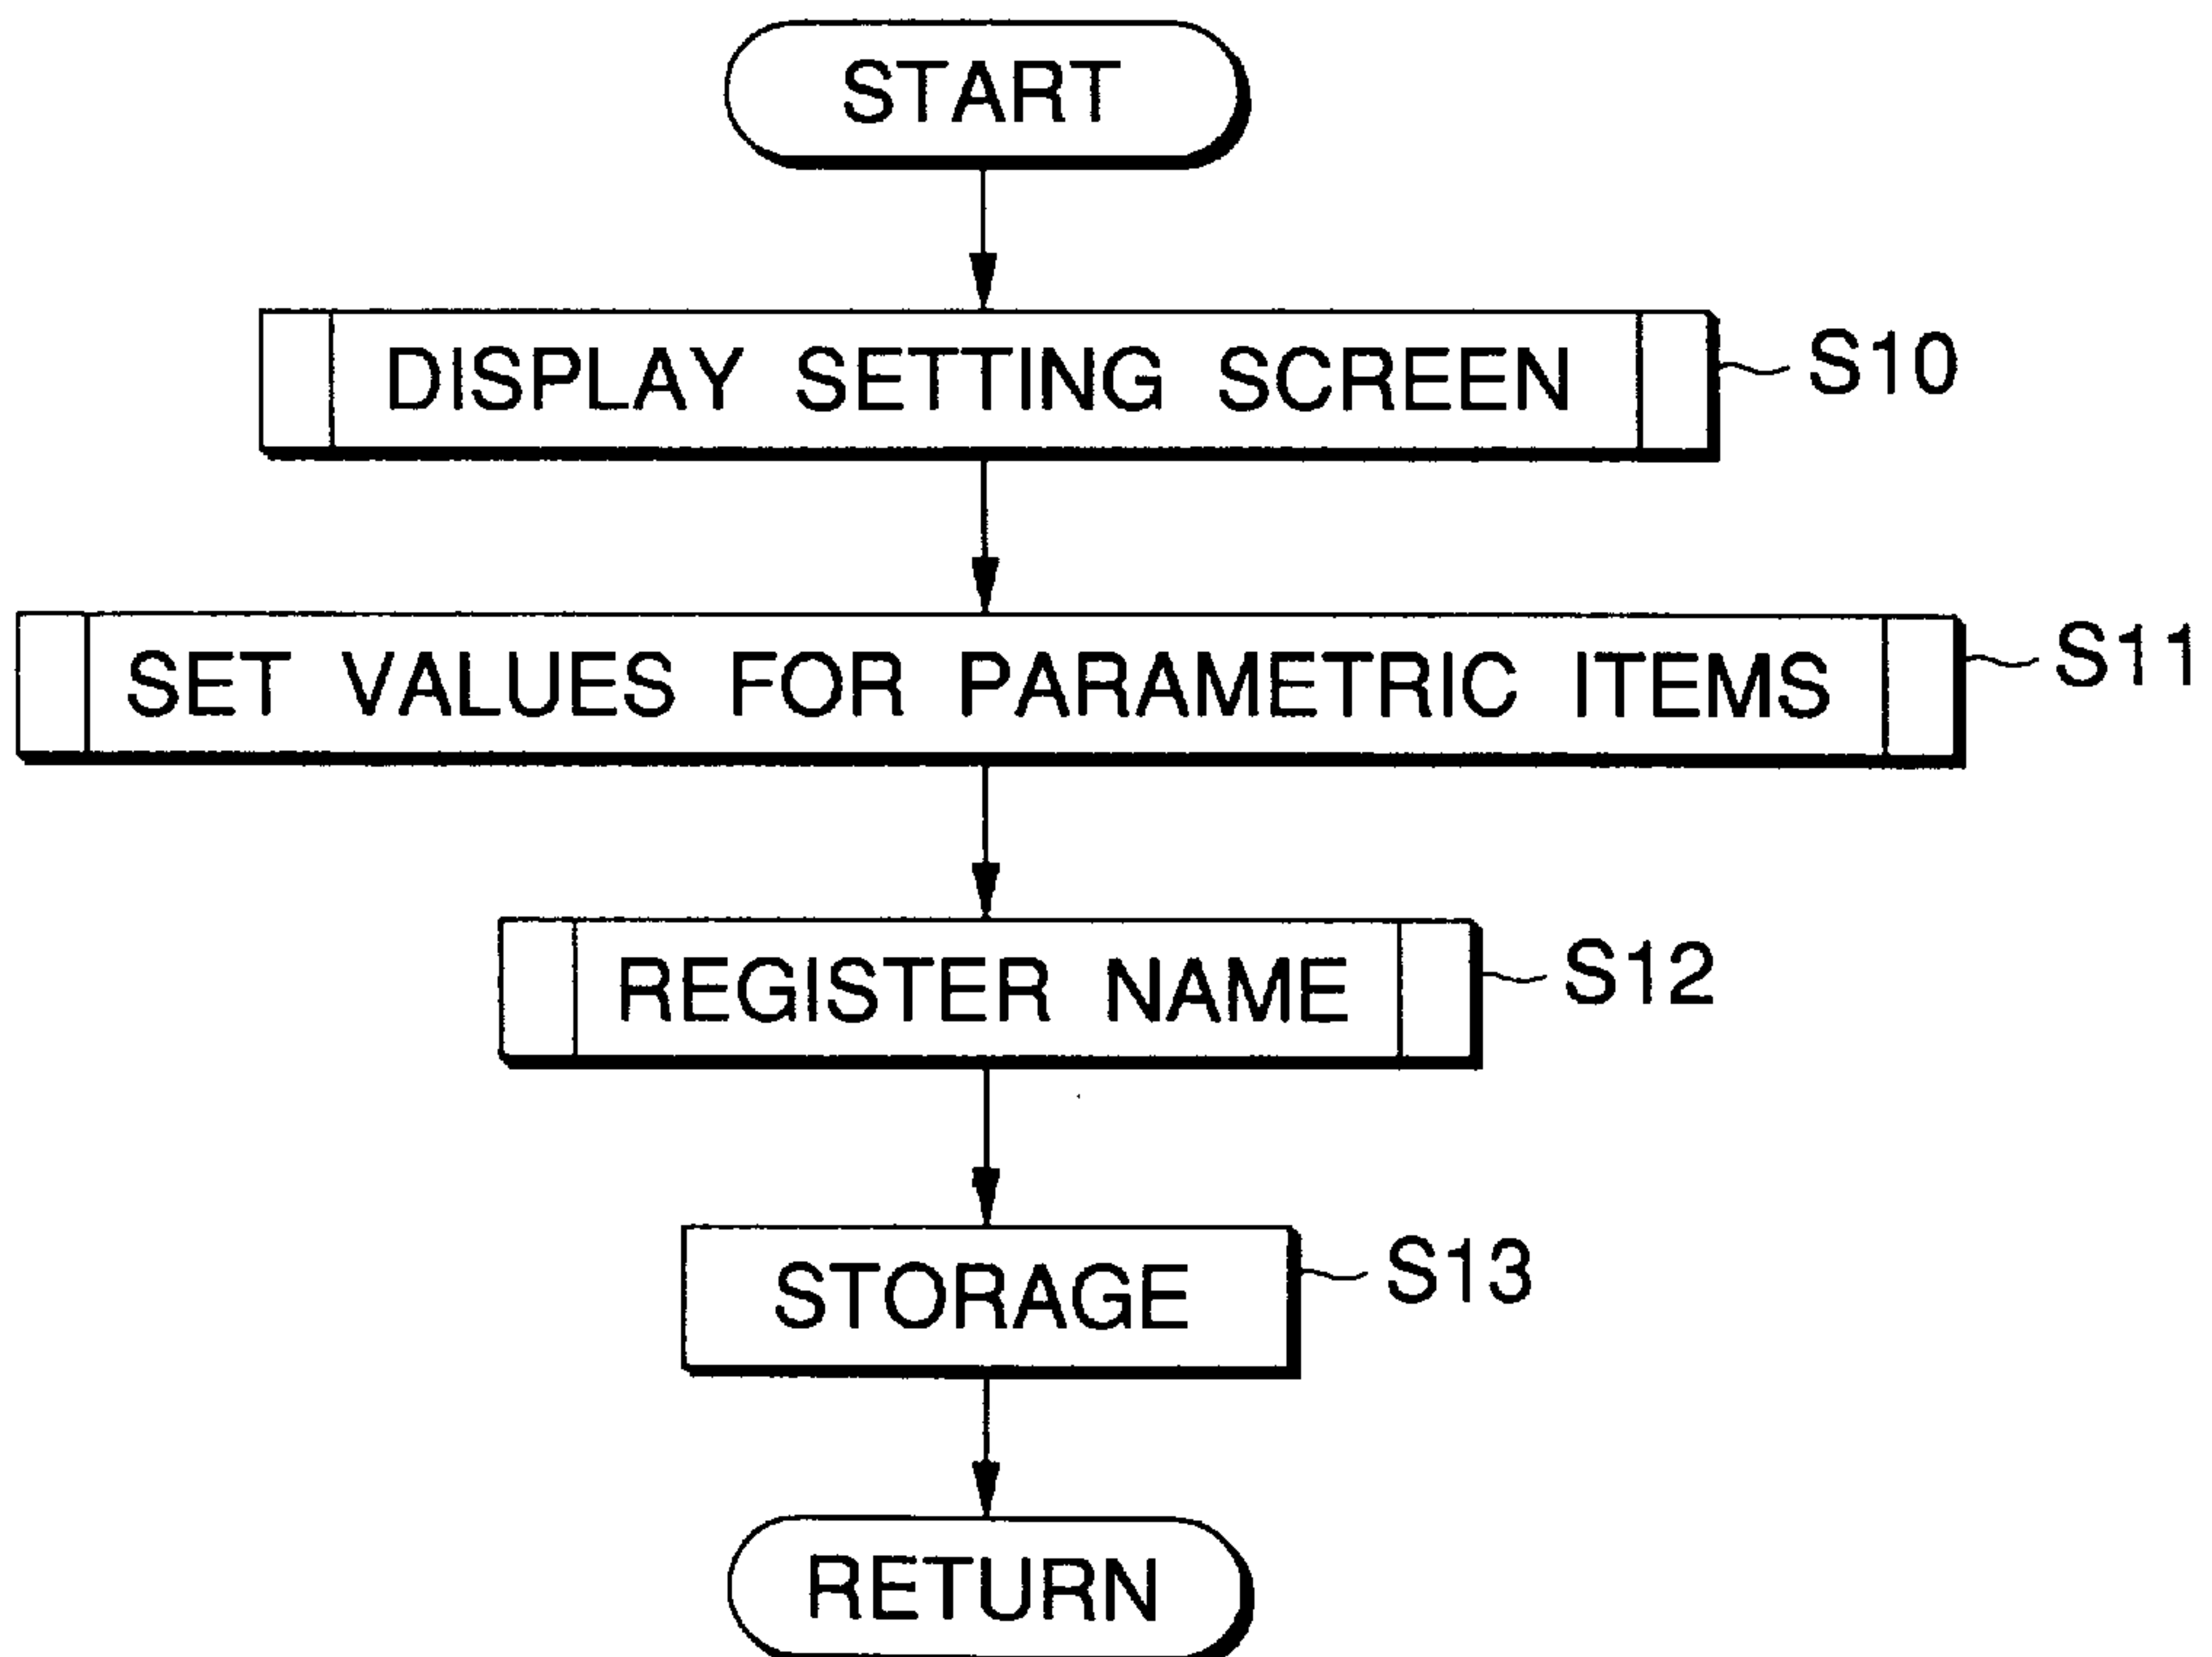 START
DISPLAY SETTING SCREEN
S10
SET VALUES FOR PARAMETRIC ITEMS
S11
REGISTER NAME
S12
STORAGE
S13
RETURN